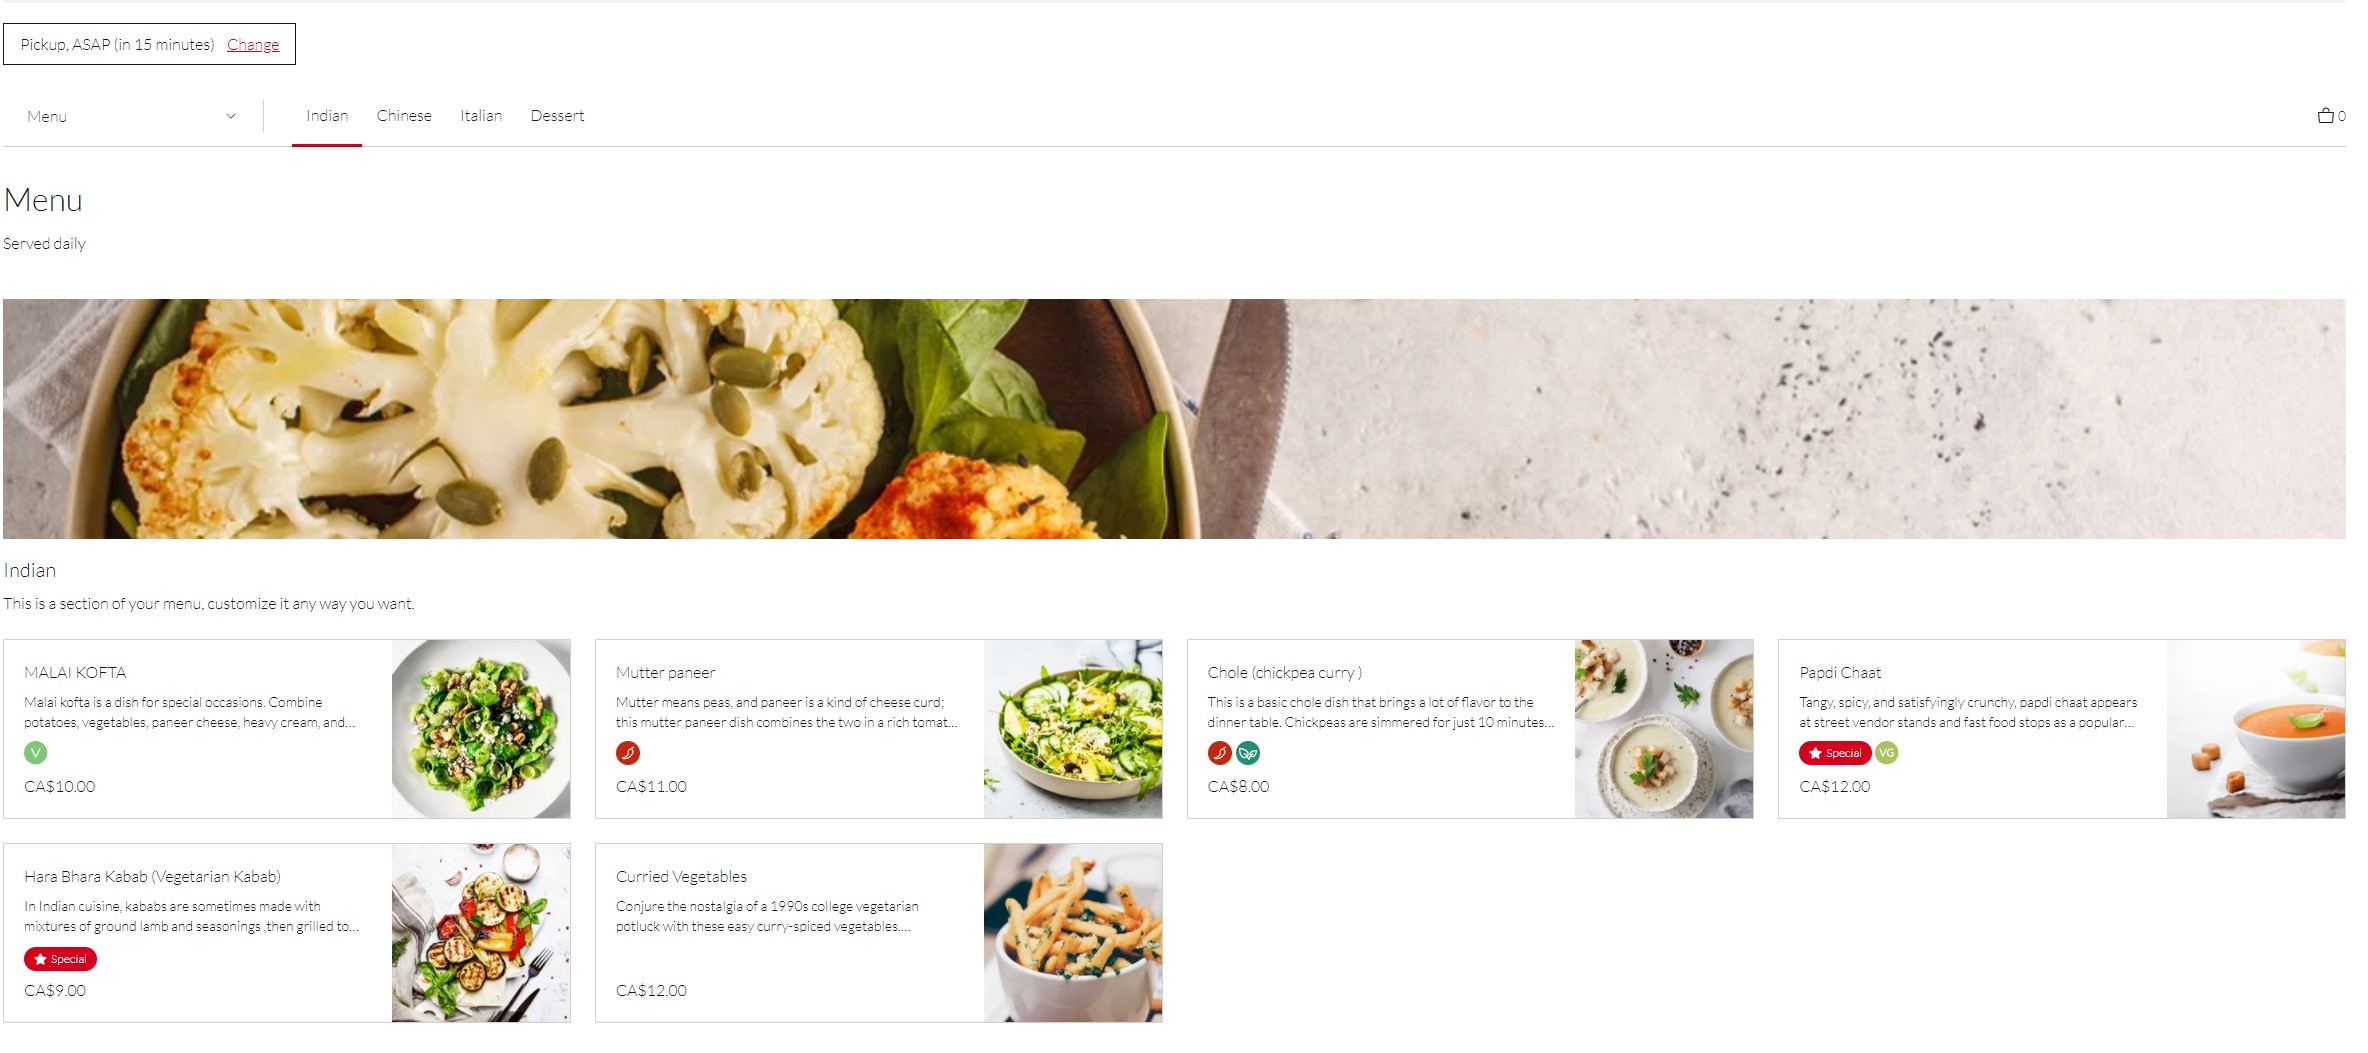 Pickup, ASAP (in 15 minutes) Change
Menu Indian Chinese Italian Dessert 0
Menu
Served daily
Indian
This is a section of your menu, customize it any way you want.
MALAI KOFTA
Malai kofta is a dish for special occasions. Combine
potatoes, vegetables, paneer cheese, heavy cream, and...
V
CA$10.00
Mutter paneer
Mutter means peas, and paneer is a kind of cheese curd;
this mutter paneer dish combines the two in a rich tomat...
CA$11.00
Chole (chickpea curry )
This is a basic chole dish that brings a lot of flavor to the
dinner table. Chickpeas are simmered for just 10 minutes...
CA$8.00
Papdi Chaat
Tangy, spicy, and satisfyingly crunchy, papdi chaat appears
at street vendor stands and fast food stops as a popular...
Special VG
CA$12.00
Hara Bhara Kabab (Vegetarian Kabab)
In Indian cuisine, kababs are sometimes made with
mixtures of ground lamb and seasonings ,then grilled to...
Special
CA$9.00
Curried Vegetables
Conjure the nostalgia of a 1990s college vegetarian
potluck with these easy curry-spiced vegetables....
CA$12.00